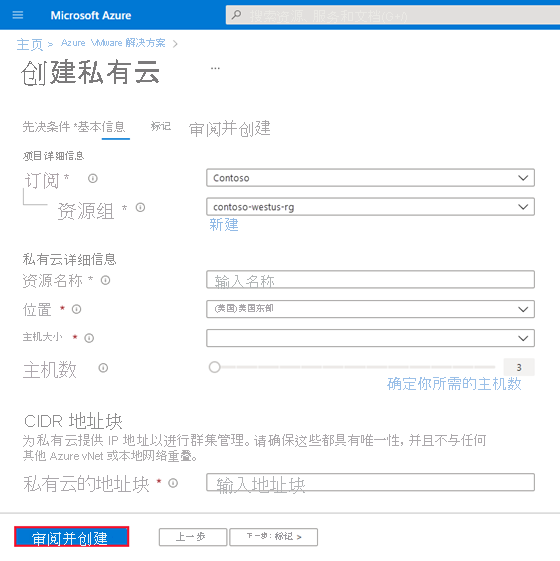 Microsoft Azure
搜索资源、服务和文档(G/)
主页 > Azure VMware 解决方案 >
创建私有云 ...
先决条件 *基本信息 标记 审阅并创建
项目详细信息
订阅 * Contoso
资源组 * contoso-westus-rg
新建
私有云详细信息
资源名称 * 输入名称
位置 * (美国)美国东部
主机大小 *
主机数 3
确定你所需的主机数
CIDR 地址块
为私有云提供 IP 地址以进行群集管理。请确保这些都具有唯一性, 并且不与任何
其他 Azure vNet 或本地网络重叠。
私有云的地址块 * 输入地址块
审阅并创建 上一步 下一步: 标记 >